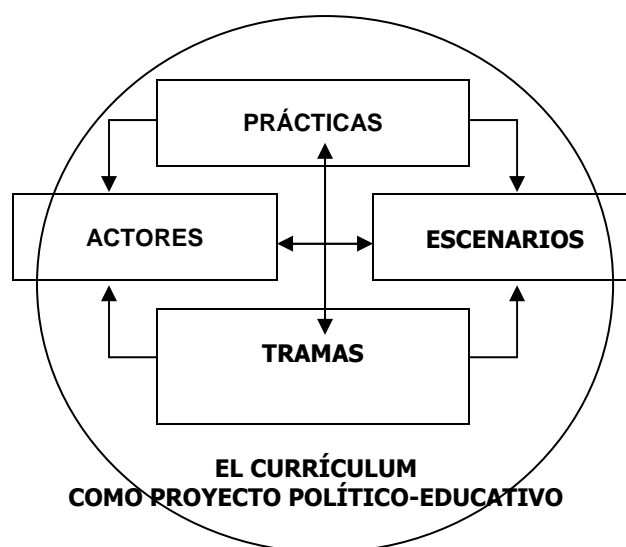 PRÁCTICAS
ACTORES
ESCENARIOS
TRAMAS
EL CURRÍCULUM
COMO PROYECTO POLÍTICO-EDUCATIVO